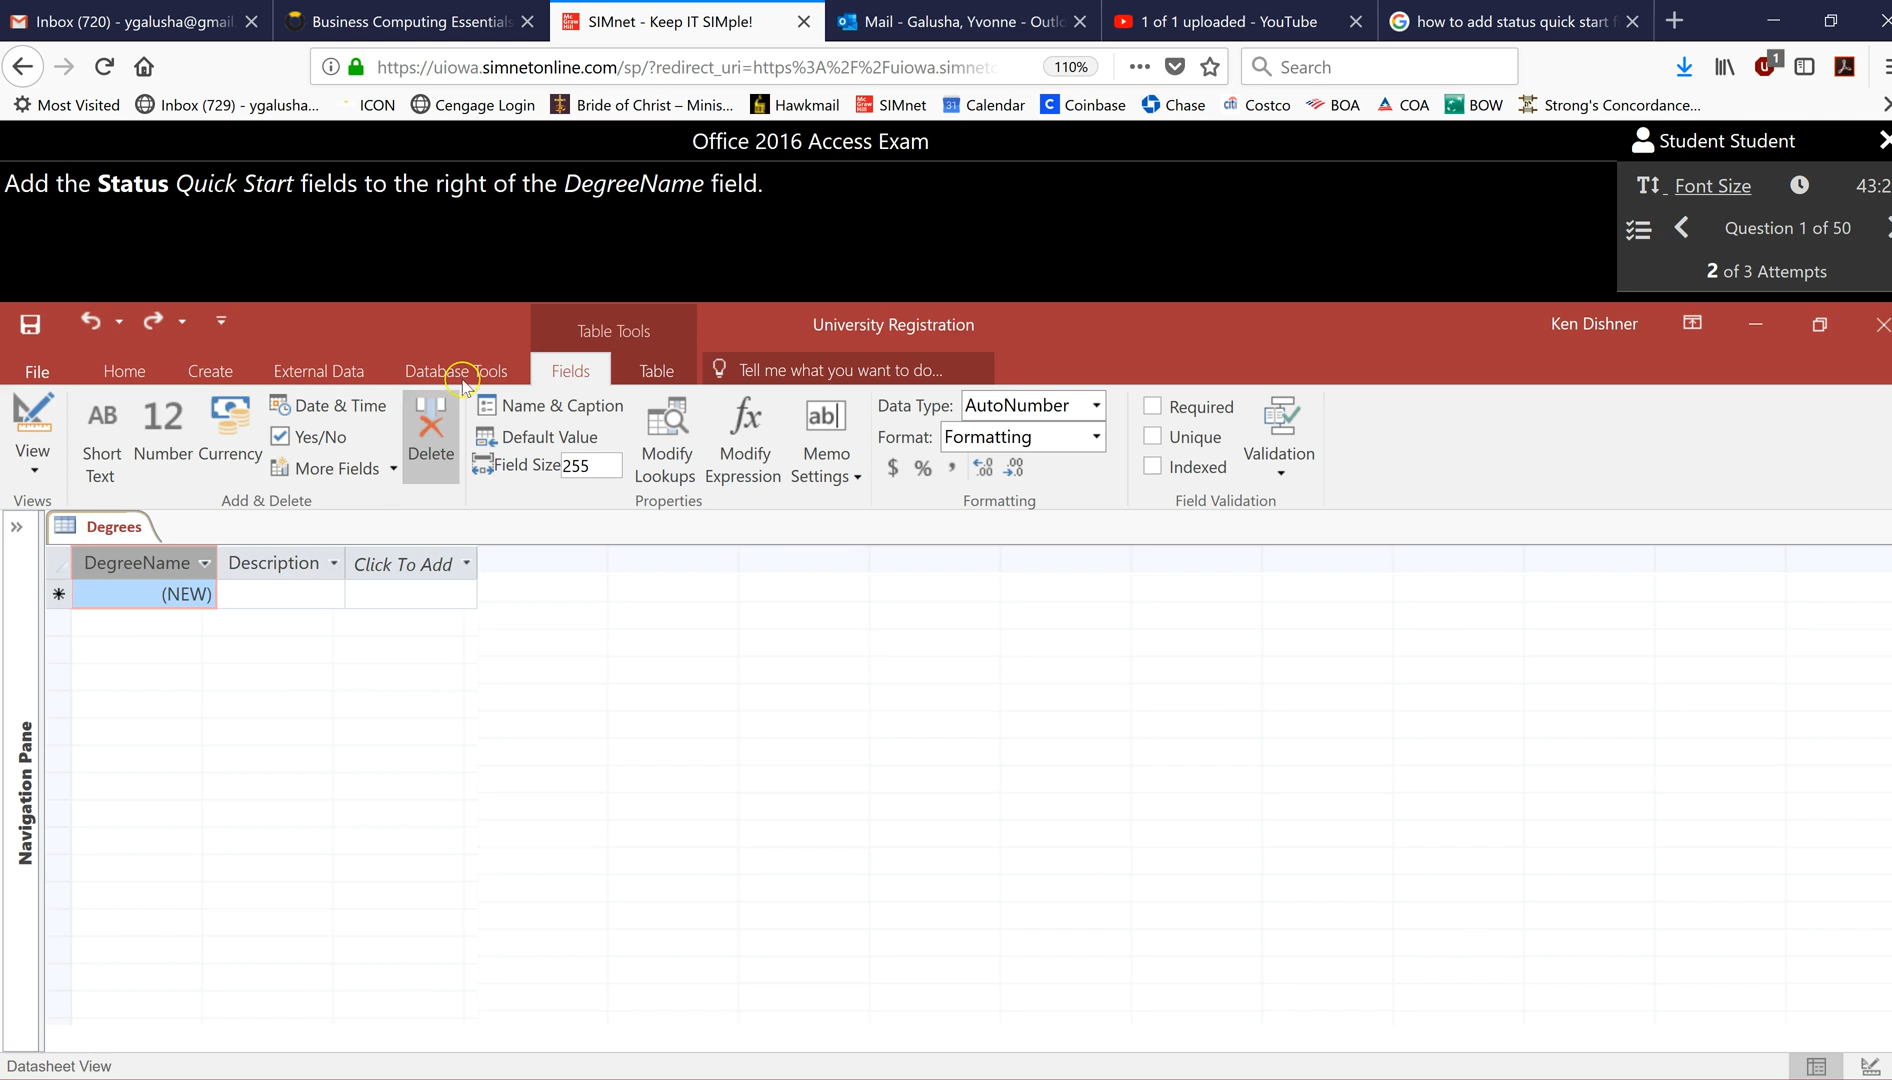 Inbox (720) - ygalusha@gmail.
Business Computing Essentials
SIMnet - Keep IT SIMple!
Mail - Galusha, Yvonne - Outlo
1 of 1 uploaded - YouTube
how to add status quick start f
https://uiowa.simnetonline.com/sp/?redirect_uri=https%3A%2F%2Fuiowa.simneto
110%
Search
1
Most Visited
Inbox (729) - ygalusha...
ICON
Cengage Login
Bride of Christ – Minis...
Hawkmail
SIMnet
Calendar
Coinbase
Chase
Costco
BOA
COA
BOW
Strong's Concordance...
Office 2016 Access Exam
Student Student
Add the Status Quick Start fields to the right of the DegreeName field.
Font Size
43:2
Question 1 of 50
2 of 3 Attempts
Table Tools
University Registration
Ken Dishner
File
Home
Create
External Data
Database Tools
Fields
Table
Tell me what you want to do...
View
AB
Short
Text
12
Number
Currency
Date & Time
Yes/No
More Fields
Delete
Name & Caption
Default Value
Field Size
255
Modify
Lookups
fx
Modify
Expression
ab|
Memo
Settings
Data Type:
AutoNumber
Format:
Formatting
$ % , .00 .00
Required
Unique
Indexed
Validation
Views
Add & Delete
Properties
Formatting
Field Validation
Degrees
DegreeName
Description
Click To Add
(NEW)
Navigation Pane
Datasheet View